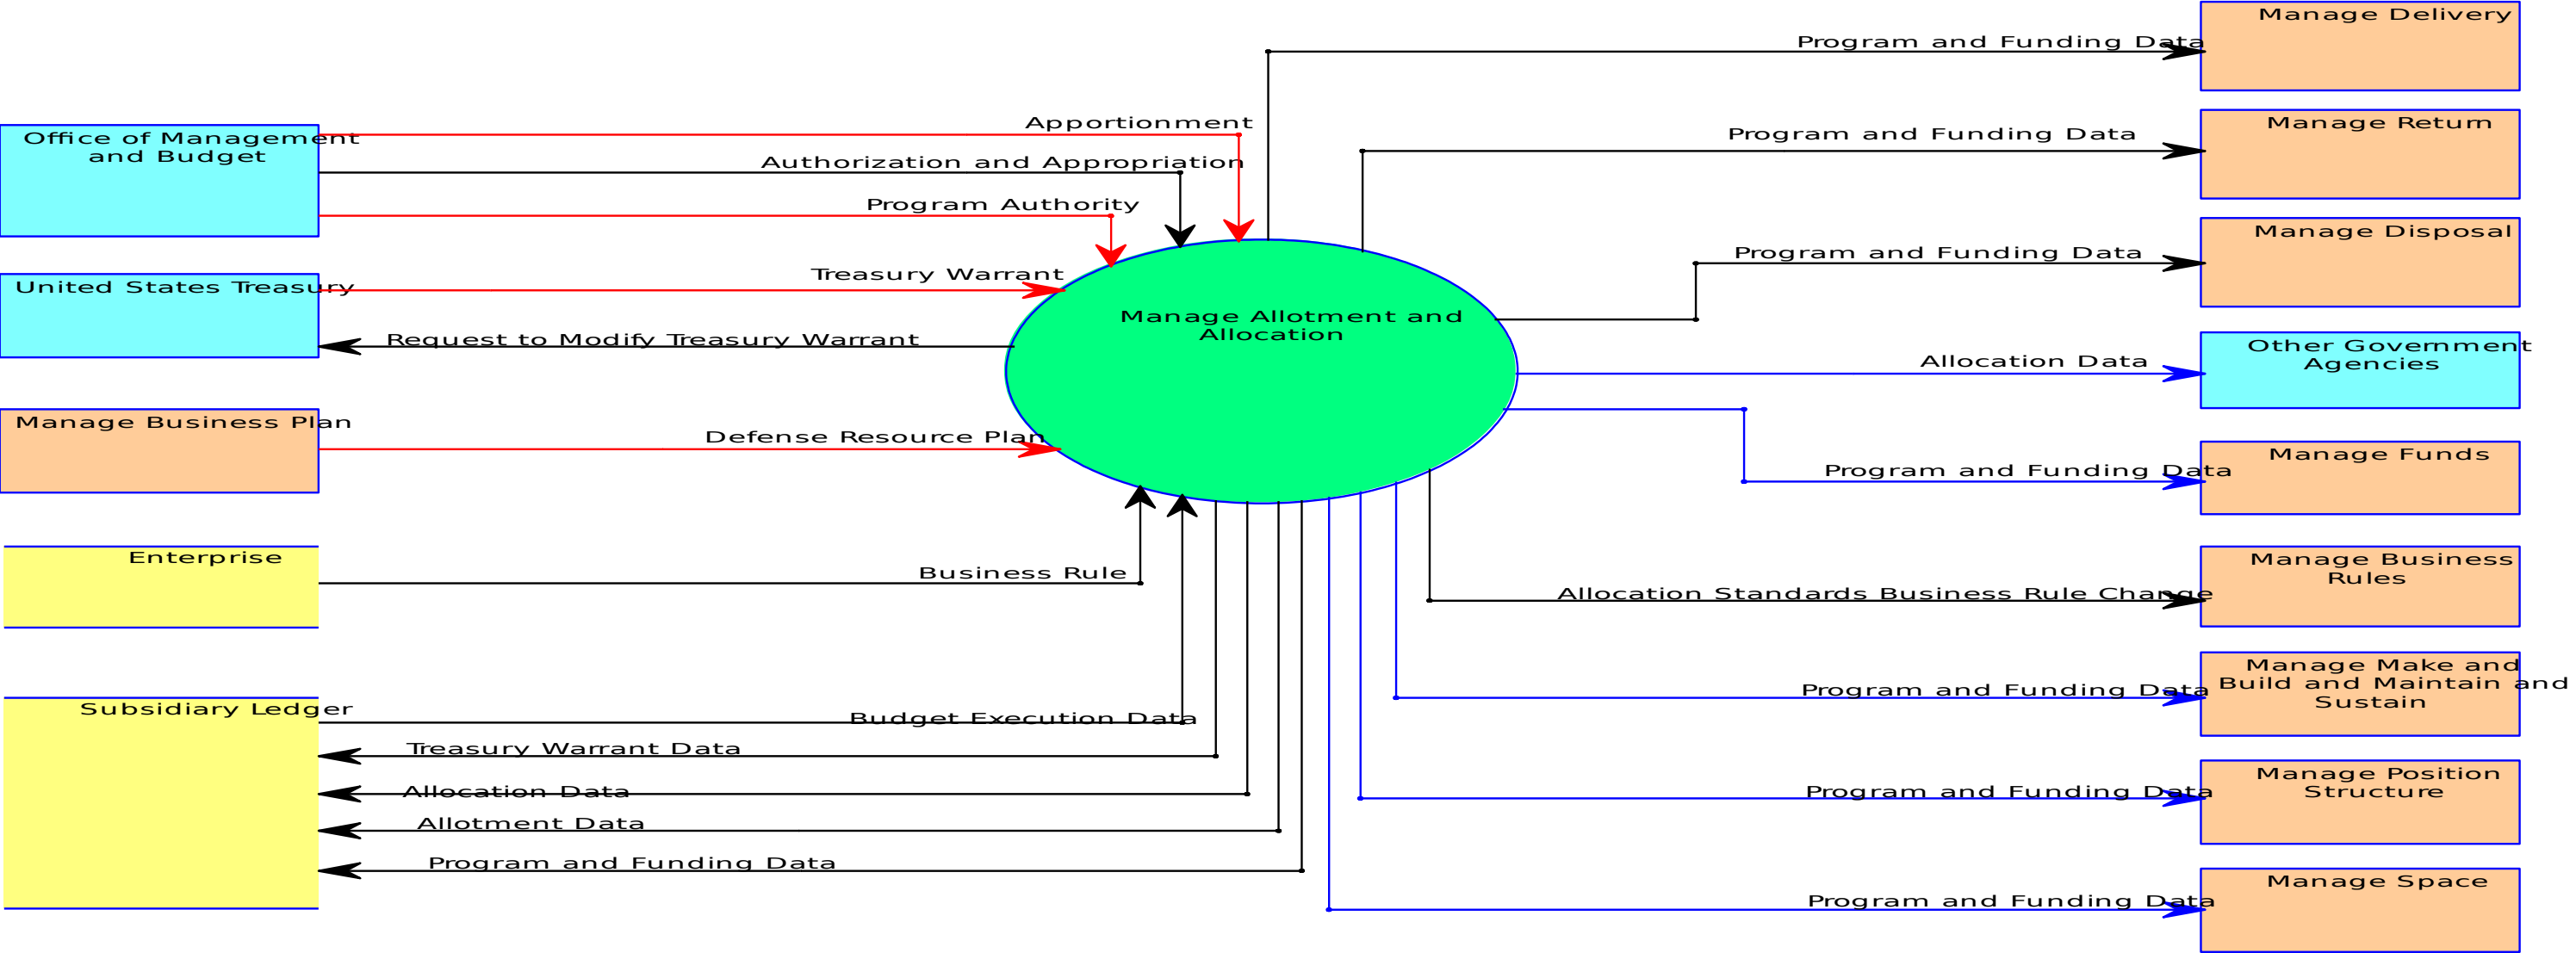 Manage Delivery
Program and Funding Data
Apportionment
Manage Return
Program and Funding Data
Office of Management
and Budget
Authorization and Appropriation
Program Authority
Manage Disposal
Program and Funding Data
Treasury Warrant
United States Treasury
Manage Allotment and
Allocation
Request to Modify Treasury Warrant
Other Government
Agencies
Allocation Data
Manage Business Plan
Defense Resource Plan
Manage Funds
Program and Funding Data
Enterprise
Business Rule
Manage Business
Rules
Allocation Standards Business Rule Change
Manage Make and
Build and Maintain and
Sustain
Program and Funding Data
Subsidiary Ledger
Budget Execution Data
Treasury Warrant Data
Allocation Data
Allotment Data
Program and Funding Data
Manage Position
Structure
Program and Funding Data
Manage Space
Program and Funding Data